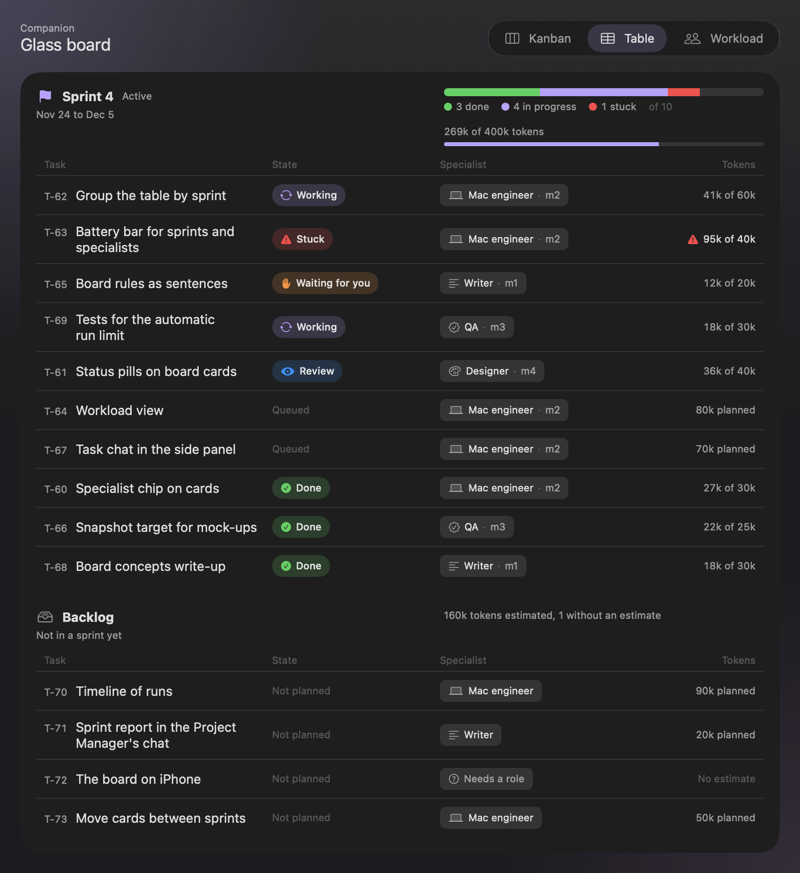 Companion
Glass board
Kanban
Table
Workload
Sprint 4 Active
Nov 24 to Dec 5
3 done 4 in progress 1 stuck of 10
269k of 400k tokens
Task State Specialist Tokens
T-62 Group the table by sprint Working Mac engineer · m2 41k of 60k
T-63 Battery bar for sprints and
specialists Stuck Mac engineer · m2 95k of 40k
T-65 Board rules as sentences Waiting for you Writer · m1 12k of 20k
T-69 Tests for the automatic
run limit Working QA · m3 18k of 30k
T-61 Status pills on board cards Review Designer · m4 36k of 40k
T-64 Workload view Queued Mac engineer · m2 80k planned
T-67 Task chat in the side panel Queued Mac engineer · m2 70k planned
T-60 Specialist chip on cards Done Mac engineer · m2 27k of 30k
T-66 Snapshot target for mock-ups Done QA · m3 22k of 25k
T-68 Board concepts write-up Done Writer · m1 18k of 30k
Backlog
Not in a sprint yet
160k tokens estimated, 1 without an estimate
Task State Specialist Tokens
T-70 Timeline of runs Not planned Mac engineer 90k planned
T-71 Sprint report in the Project
Manager's chat Not planned Writer 20k planned
T-72 The board on iPhone Not planned Needs a role No estimate
T-73 Move cards between sprints Not planned Mac engineer 50k planned